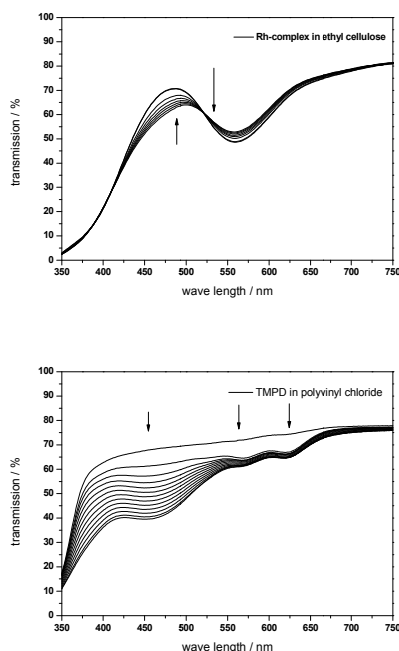 100
90
80
70
60
50
40
30
20
10
0
transmission / %
Rh-complex in ethyl cellulose
350 400 450 500 550 600 650 700 750
wave length / nm
100
90
80
70
60
50
40
30
20
10
0
transmission / %
TMPD in polyvinyl chloride
350 400 450 500 550 600 650 700 750
wave length / nm